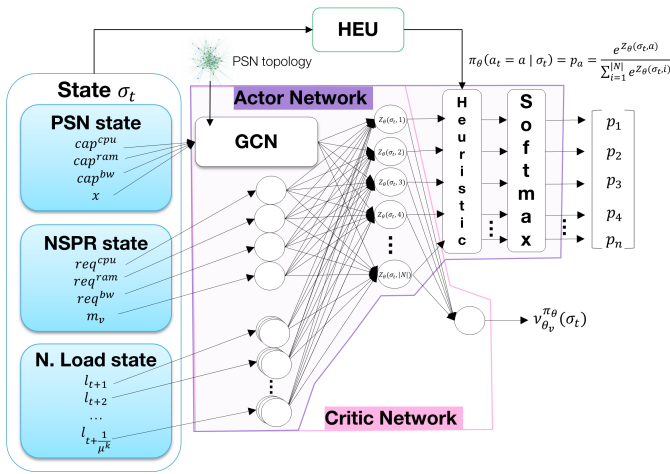 HEU
PSN topology
π_θ(a_t = a | σ_t) = p_a = e^{Z_θ(σ_t,a)} / ∑_{i=1}^{|N|} e^{Z_θ(σ_t,i)}
State σ_t
PSN state
cap^{cpu}
cap^{ram}
cap^{bw}
x
NSPR state
req^{cpu}
req^{ram}
req^{bw}
m_v
N. Load state
l_{t+1}
l_{t+2}
...
l_{t+1/μ^k}
Actor Network
GCN
Z_θ(σ_t, 1)
Z_θ(σ_t, 2)
Z_θ(σ_t, 3)
Z_θ(σ_t, 4)
Z_θ(σ_t, |N|)
Heuristic
Softmax
p_1
p_2
p_3
p_4
p_n
ν_{θ_v}^{π_θ}(σ_t)
Critic Network